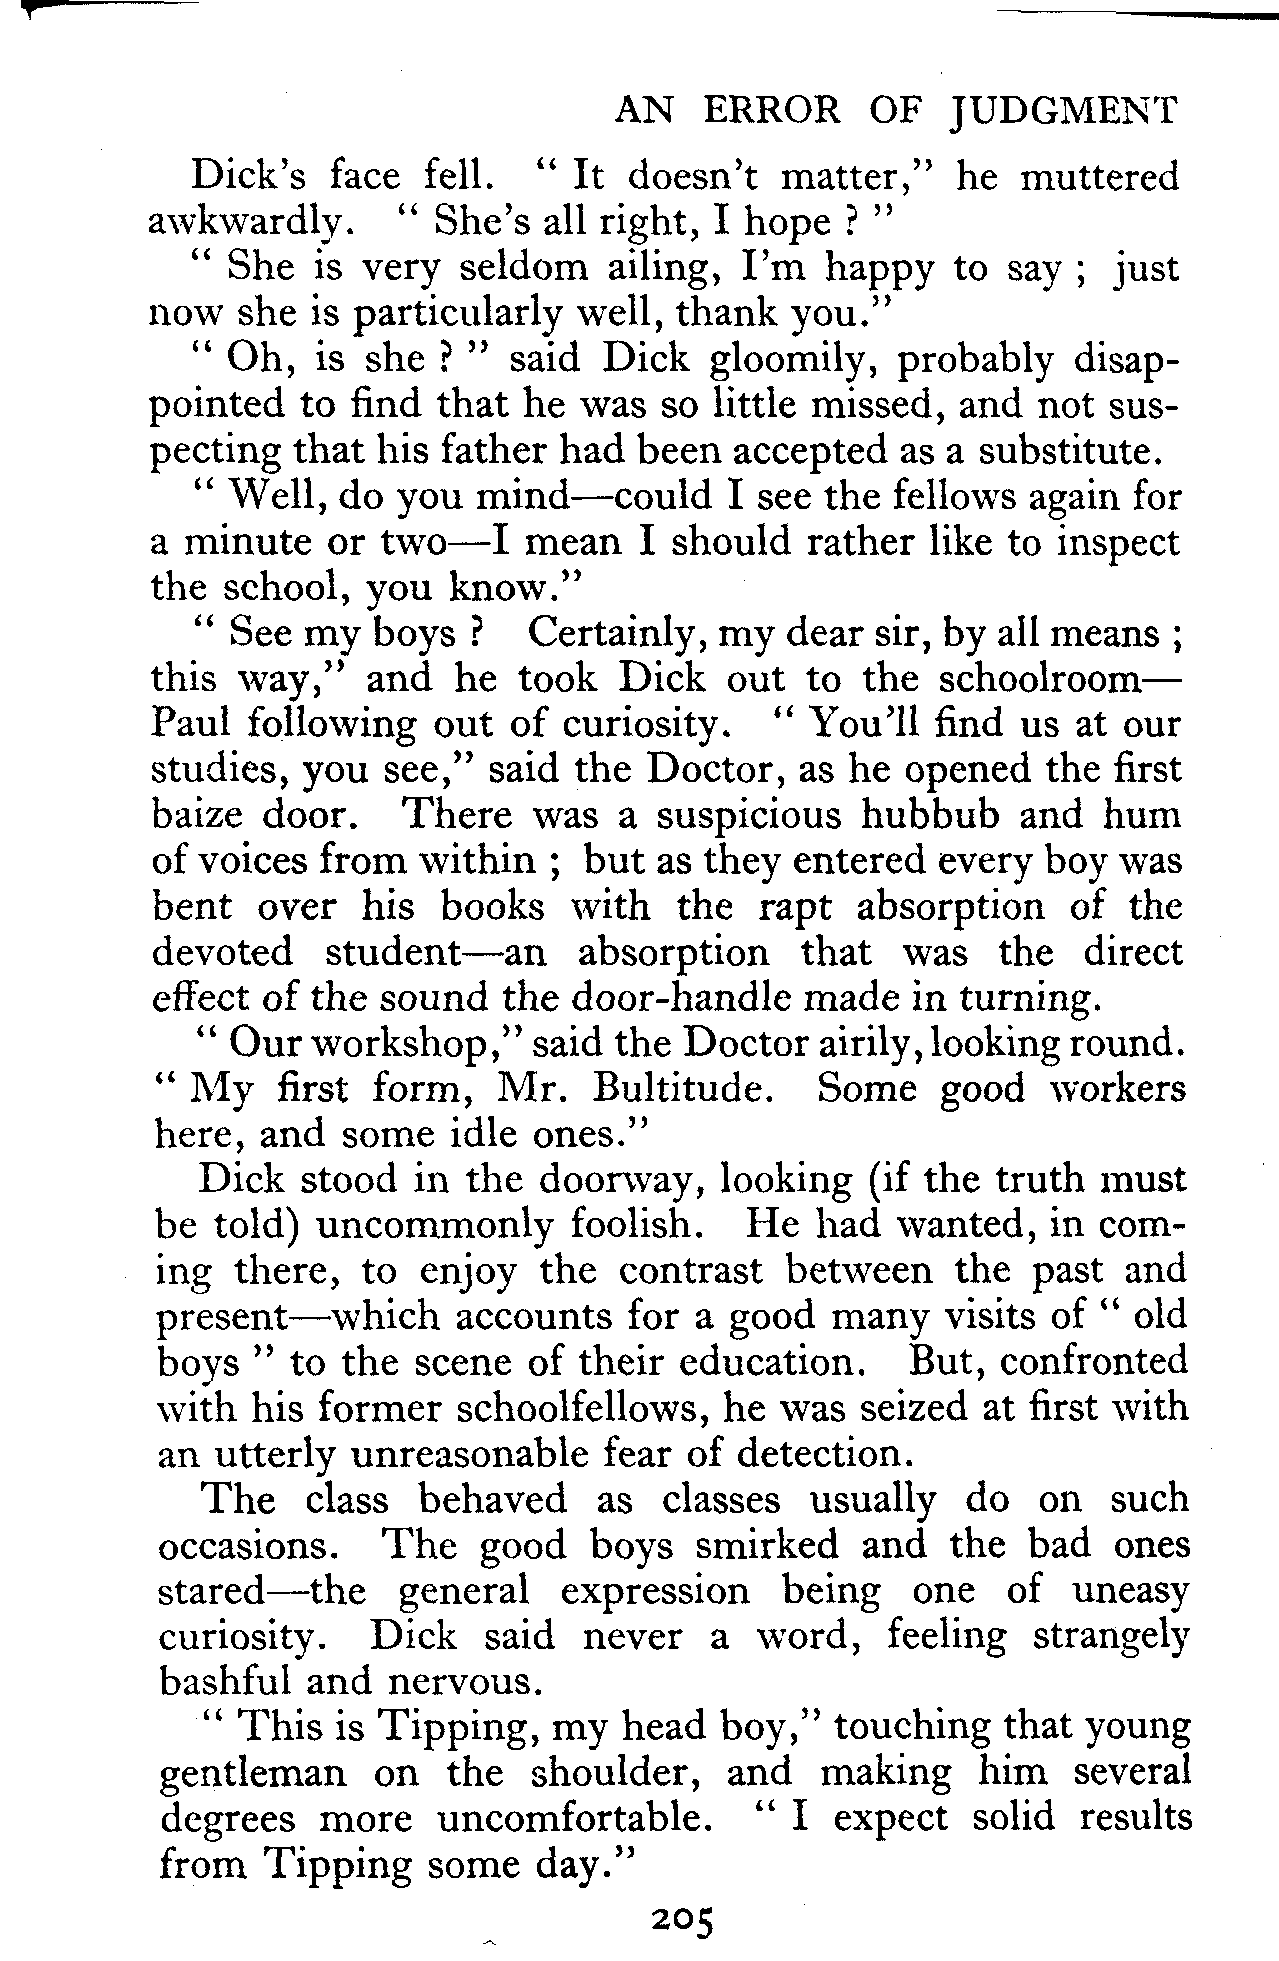 AN ERROR OF JUDGMENT
Dick's face fell. " It doesn't matter," he muttered
awkwardly. " She's all right, I hope ? "
" She is very seldom ailing, I'm happy to say ; just
now she is particularly well, thank you."
" Oh, is she ? " said Dick gloomily, probably disap-
pointed to find that he was so little missed, and not sus-
pecting that his father had been accepted as a substitute.
" Well, do you mind—could I see the fellows again for
a minute or two—I mean I should rather like to inspect
the school, you know."
" See my boys ? Certainly, my dear sir, by all means ;
this way," and he took Dick out to the schoolroom—
Paul following out of curiosity. " You'll find us at our
studies, you see," said the Doctor, as he opened the first
baize door. There was a suspicious hubbub and hum
of voices from within ; but as they entered every boy was
bent over his books with the rapt absorption of the
devoted student—an absorption that was the direct
effect of the sound the door-handle made in turning.
" Our workshop," said the Doctor airily, looking round.
" My first form, Mr. Bultitude. Some good workers
here, and some idle ones."
Dick stood in the doorway, looking (if the truth must
be told) uncommonly foolish. He had wanted, in com-
ing there, to enjoy the contrast between the past and
present—which accounts for a good many visits of " old
boys " to the scene of their education. But, confronted
with his former schoolfellows, he was seized at first with
an utterly unreasonable fear of detection.
The class behaved as classes usually do on such
occasions. The good boys smirked and the bad ones
stared—the general expression being one of uneasy
curiosity. Dick said never a word, feeling strangely
bashful and nervous.
" This is Tipping, my head boy," touching that young
gentleman on the shoulder, and making him several
degrees more uncomfortable. " I expect solid results
from Tipping some day."
205